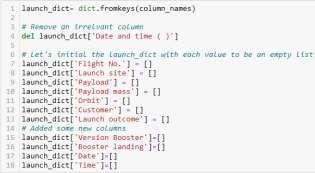 1 launch_dict= dict.fromkeys(column_names)
2
3 # Remove an irrelvant column
4 del launch_dict['Date and time ( )']
5
6 # Let's initial the launch_dict with each value to be an empty list
7 launch_dict['Flight No.'] = []
8 launch_dict['Launch site'] = []
9 launch_dict['Payload'] = []
10 launch_dict['Payload mass'] = []
11 launch_dict['Orbit'] = []
12 launch_dict['Customer'] = []
13 launch_dict['Launch outcome'] = []
14 # Added some new columns
15 launch_dict['Version Booster']=[]
16 launch_dict['Booster landing']=[]
17 launch_dict['Date']=[]
18 launch_dict['Time']=[]